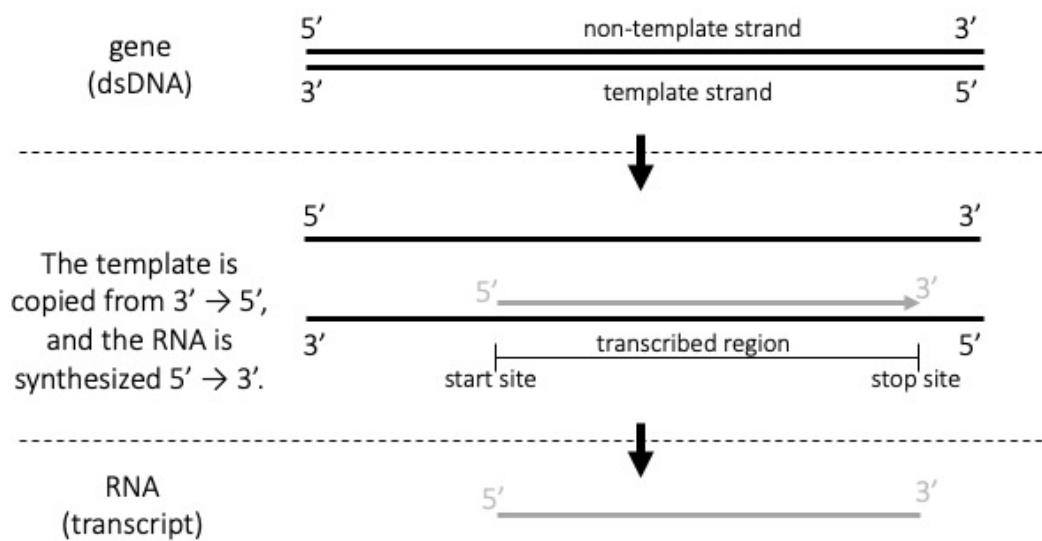 gene
(dsDNA)
5’ non-template strand 3’
3’ template strand 5’
The template is
copied from 3’ → 5’,
and the RNA is
synthesized 5’ → 3’.
5’ 3’
5’ 3’
3’ transcribed region 5’
start site stop site
RNA
(transcript)
5’ 3’